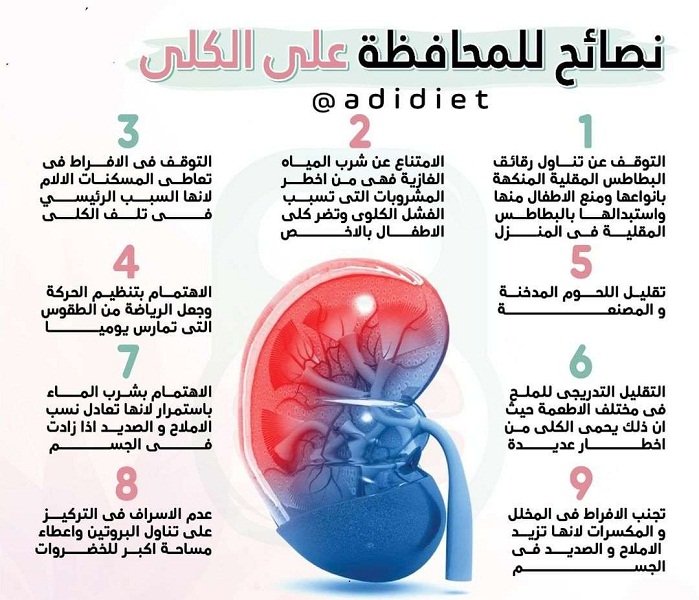 نصائح للمحافظة على الكلى
@adidiet
1
التوقف عن تناول رقائق
البطاطس المقلية المنكهة
بانواعها ومنع الاطفال منها
واستبدالها بالبطاطس
المقلية فى المنزل
2
الامتناع عن شرب المياه
الغازية فهى من اخطر
المشروبات التى تسبب
الفشل الكلوى وتضر كلى
الاطفال بالاخص
3
التوقف فى الافراط فى
تعاطى المسكنات الالام
لانها السبب الرئيسي
فى تلف الكلى
4
الاهتمام بتنظيم الحركة
وجعل الرياضة من الطقوس
التى تمارس يوميا
5
تقليل اللحوم المدخنة
و المصنعة
6
التقليل التدريجى للملح
فى مختلف الاطعمة حيث
ان ذلك يحمى الكلى من
اخطار عديدة
7
الاهتمام بشرب الماء
باستمرار لانها تعادل نسب
الاملاح و الصديد اذا زادت
فى الجسم
8
عدم الاسراف فى التركيز
على تناول البروتين واعطاء
مساحة اكبر للخضروات
9
تجنب الافراط فى المخلل
و المكسرات لانها تزيد
الاملاح و الصديد فى
الجسم